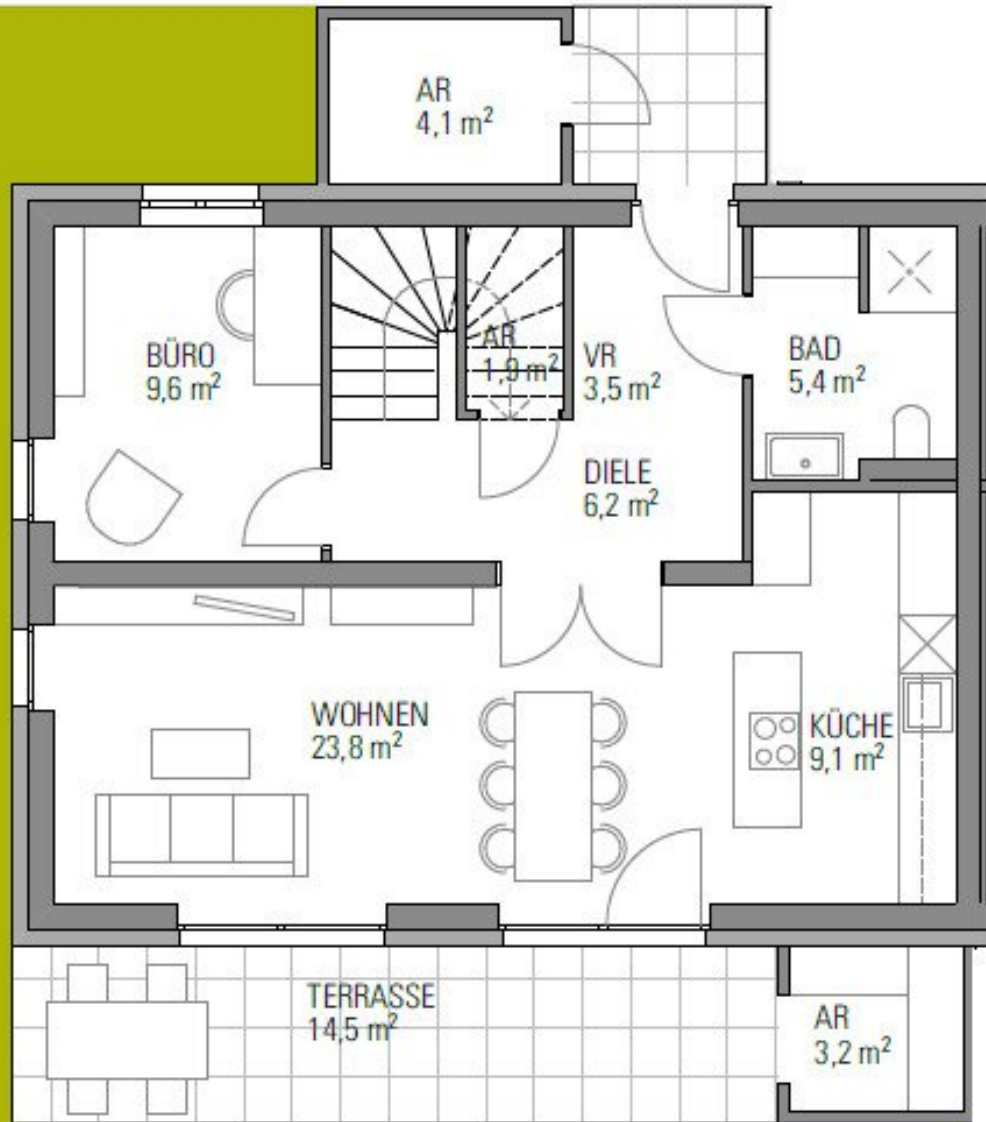 AR
4,1 m²
BÜRO
9,6 m²
AR
1,9 m²
VR
3,5 m²
BAD
5,4 m²
DIELE
6,2 m²
WOHNEN
23,8 m²
KÜCHE
9,1 m²
TERRASSE
14,5 m²
AR
3,2 m²